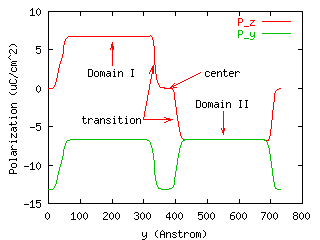 P_z
P_y
10
5
0
-5
-10
-15
Polarization (uC/cm^2)
Domain I
center
transition
Domain II
0 100 200 300 400 500 600 700 800
y (Anstrom)